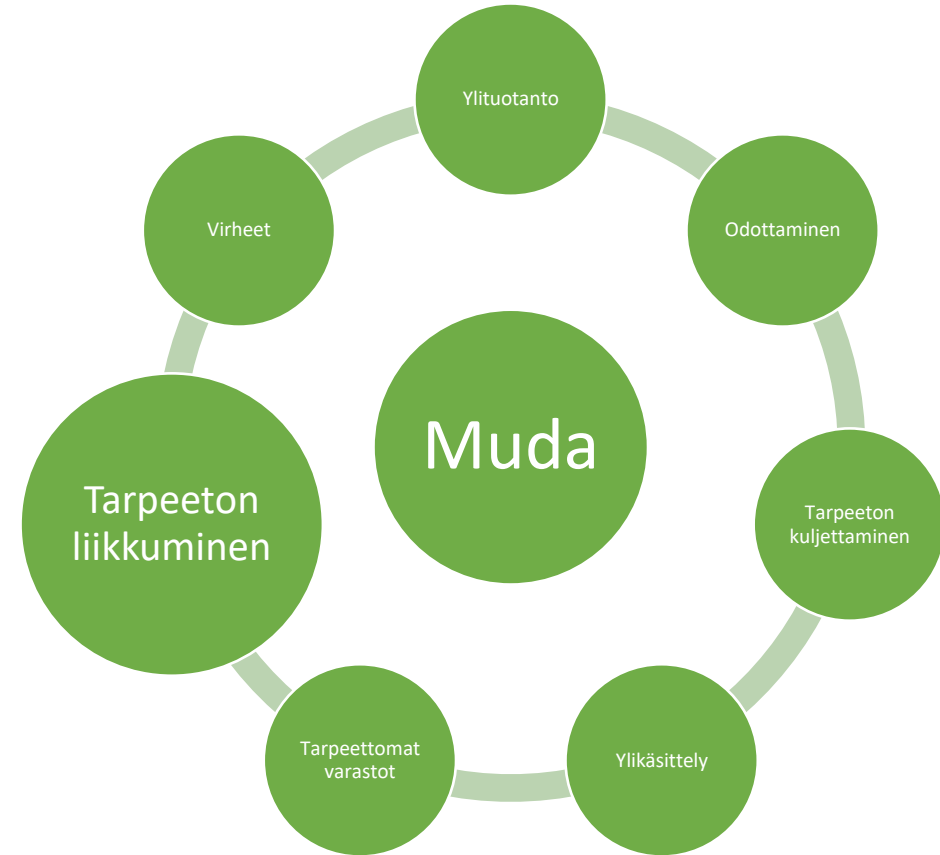 Ylituotanto
Odottaminen
Tarpeeton
kuljettaminen
Ylikäsittely
Tarpeettomat
varastot
Tarpeeton
liikkuminen
Virheet
Muda